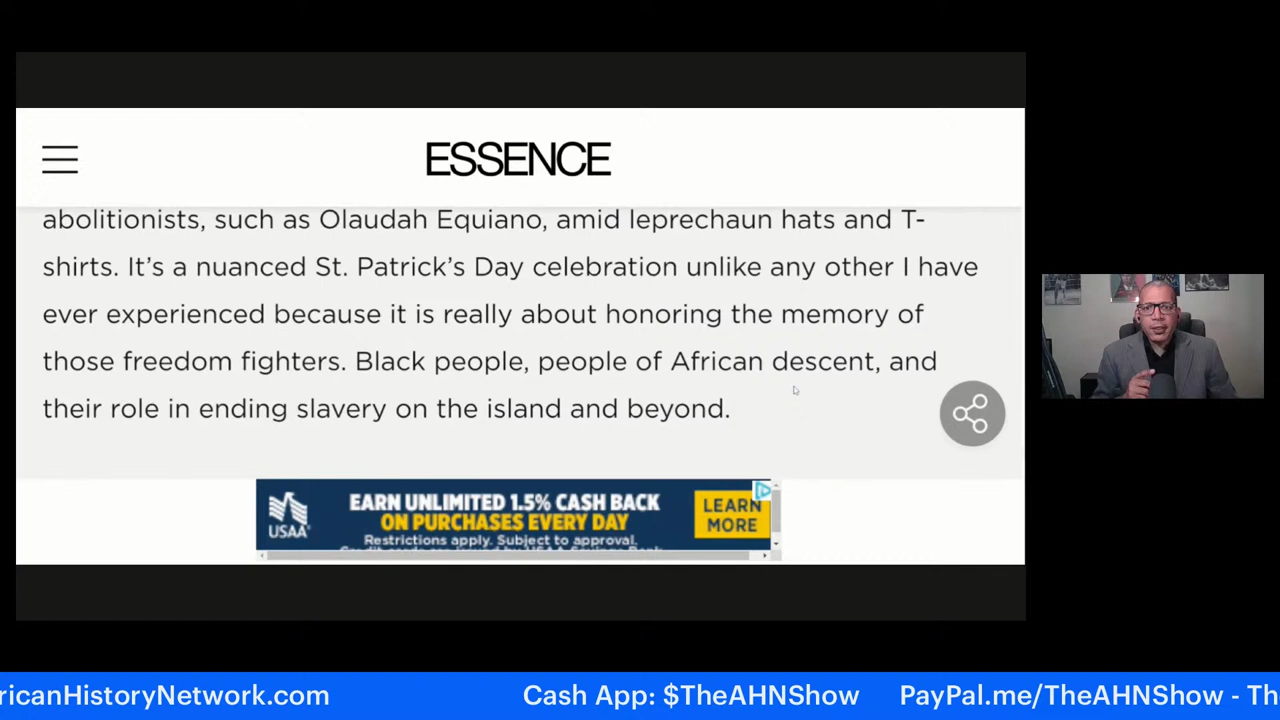 ESSENCE
abolitionists, such as Olaudah Equiano, amid leprechaun hats and T-
shirts. It's a nuanced St. Patrick's Day celebration unlike any other I have
ever experienced because it is really about honoring the memory of
those freedom fighters. Black people, people of African descent, and
their role in ending slavery on the island and beyond.
USAA®
EARN UNLIMITED 1.5% CASH BACK
ON PURCHASES EVERY DAY
Restrictions apply. Subject to approval.
LEARN
MORE
ricanHistoryNetwork.com Cash App: $TheAHNShow PayPal.me/TheAHNShow - Th